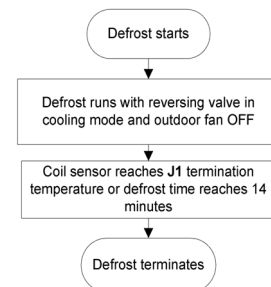 Defrost starts
Defrost runs with reversing valve in
cooling mode and outdoor fan OFF
Coil sensor reaches J1 termination
temperature or defrost time reaches 14
minutes
Defrost terminates